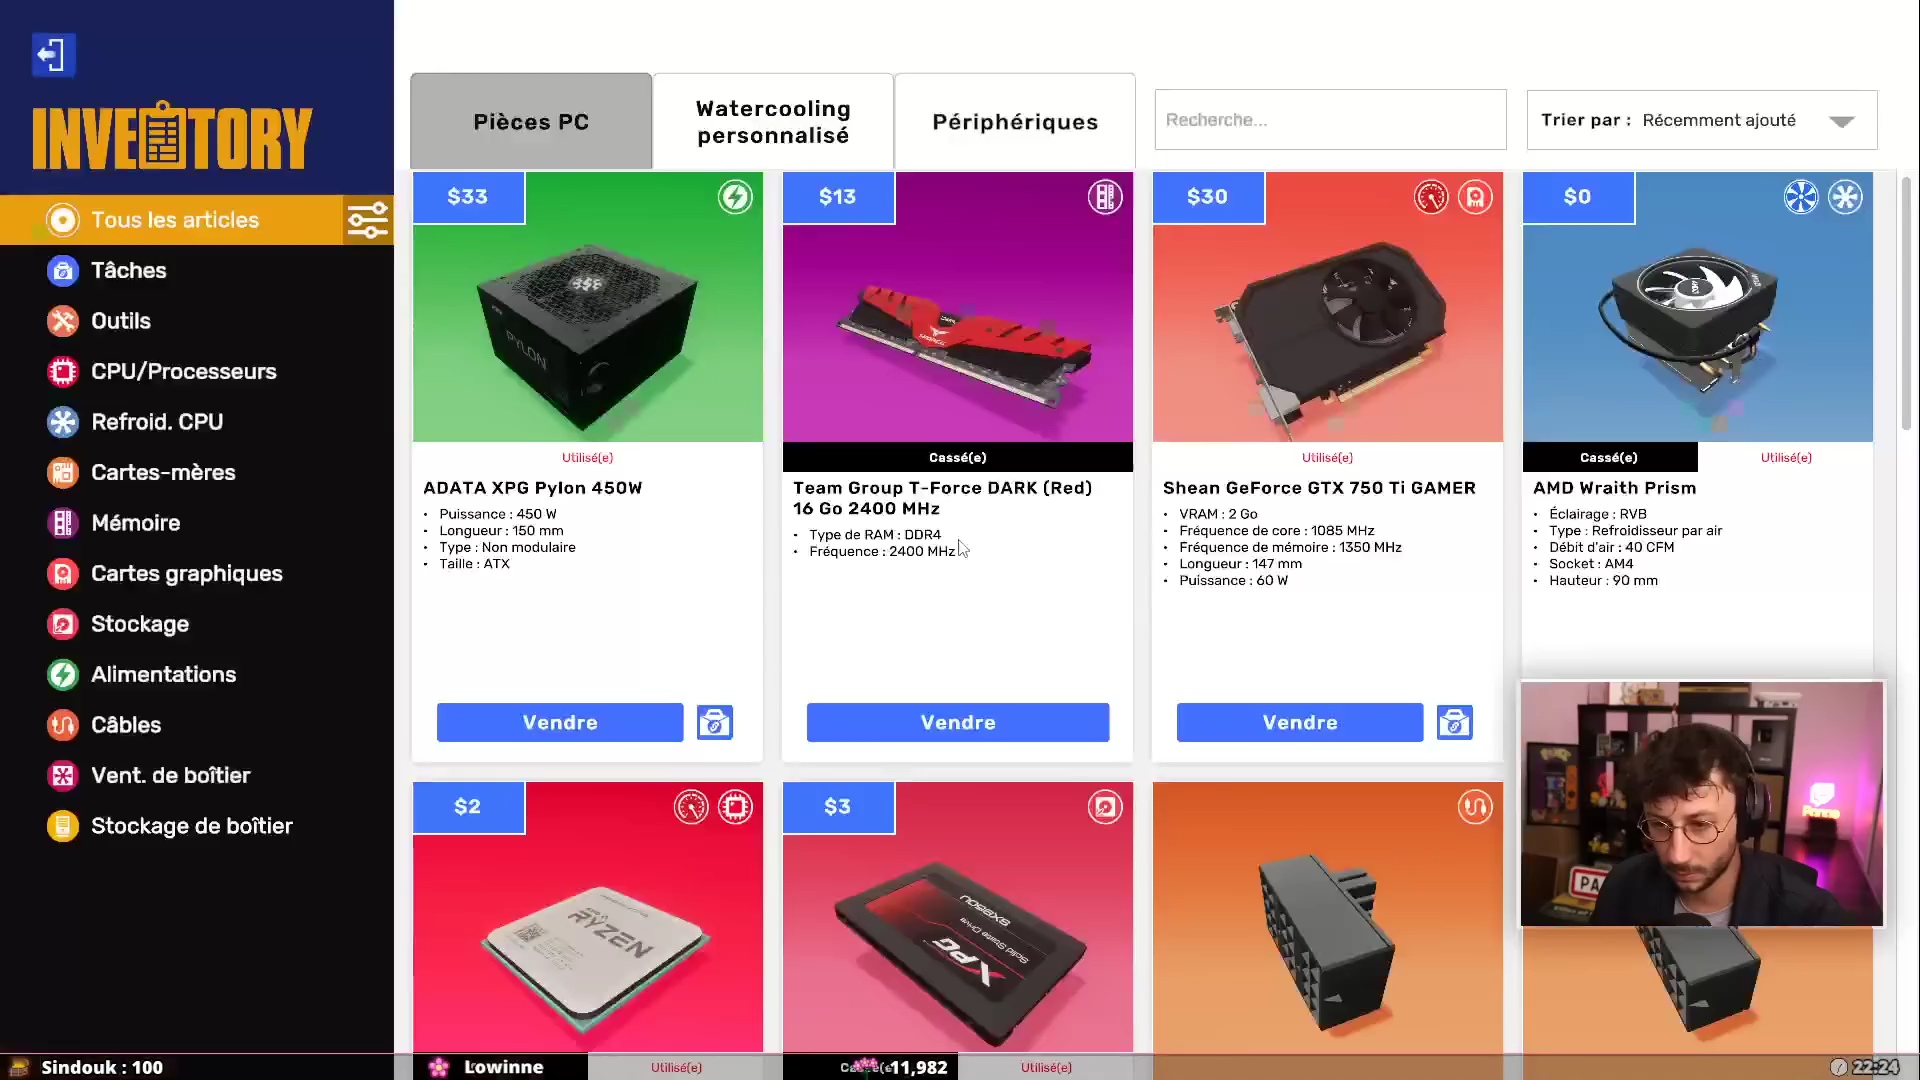 INVENTORY
Tous les articles
Tâches
Outils
CPU/Processeurs
Refroid. CPU
Cartes-mères
Mémoire
Cartes graphiques
Stockage
Alimentations
Câbles
Vent. de boîtier
Stockage de boîtier
Pièces PC
Watercooling
personnalisé
Périphériques
Recherche...
Trier par : Récemment ajouté
$33
PYLON
Utilisé(e)
ADATA XPG Pylon 450W
• Puissance : 450 W
• Longueur : 150 mm
• Type : Non modulaire
• Taille : ATX
Vendre
$13
Cassé(e)
Team Group T-Force DARK (Red)
16 Go 2400 MHz
• Type de RAM : DDR4
• Fréquence : 2400 MHz
Vendre
$30
Utilisé(e)
Shean GeForce GTX 750 Ti GAMER
• VRAM : 2 Go
• Fréquence de core : 1085 MHz
• Fréquence de mémoire : 1350 MHz
• Longueur : 147 mm
• Puissance : 60 W
Vendre
$0
Cassé(e)
Utilisé(e)
AMD Wraith Prism
• Éclairage : RVB
• Type : Refroidisseur par air
• Débit d'air : 40 CFM
• Socket : AM4
• Hauteur : 90 mm
$2
RYZEN
Utilisé(e)
$3
Solid State Drive
XPG
Utilisé(e)
PA
Sindouk : 100
Lowinne
11,982
22:24